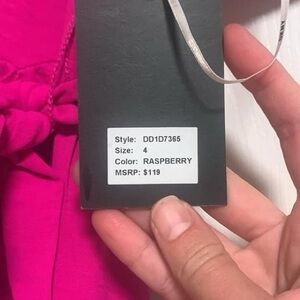 Style: DD1D7365
Size: 4
Color: RASPBERRY
MSRP: $119